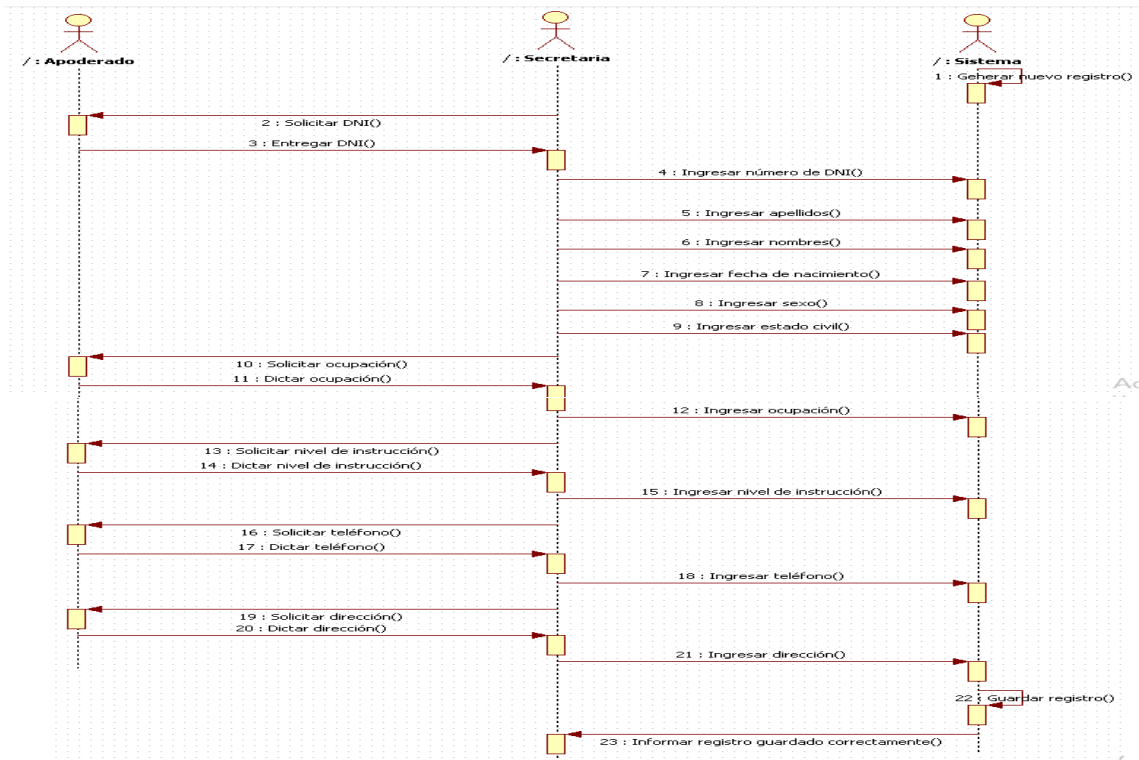 / : Apoderado
/ : Secretaria
/ : Sistema
1 : Generar nuevo registro()
2 : Solicitar DNI()
3 : Entregar DNI()
4 : Ingresar número de DNI()
5 : Ingresar apellidos()
6 : Ingresar nombres()
7 : Ingresar fecha de nacimiento()
8 : Ingresar sexo()
9 : Ingresar estado civil()
10 : Solicitar ocupación()
11 : Dictar ocupación()
12 : Ingresar ocupación()
13 : Solicitar nivel de instrucción()
14 : Dictar nivel de instrucción()
15 : Ingresar nivel de instrucción()
16 : Solicitar teléfono()
17 : Dictar teléfono()
18 : Ingresar teléfono()
19 : Solicitar dirección()
20 : Dictar dirección()
21 : Ingresar dirección()
22 : Guardar registro()
23 : Informar registro guardado correctamente()